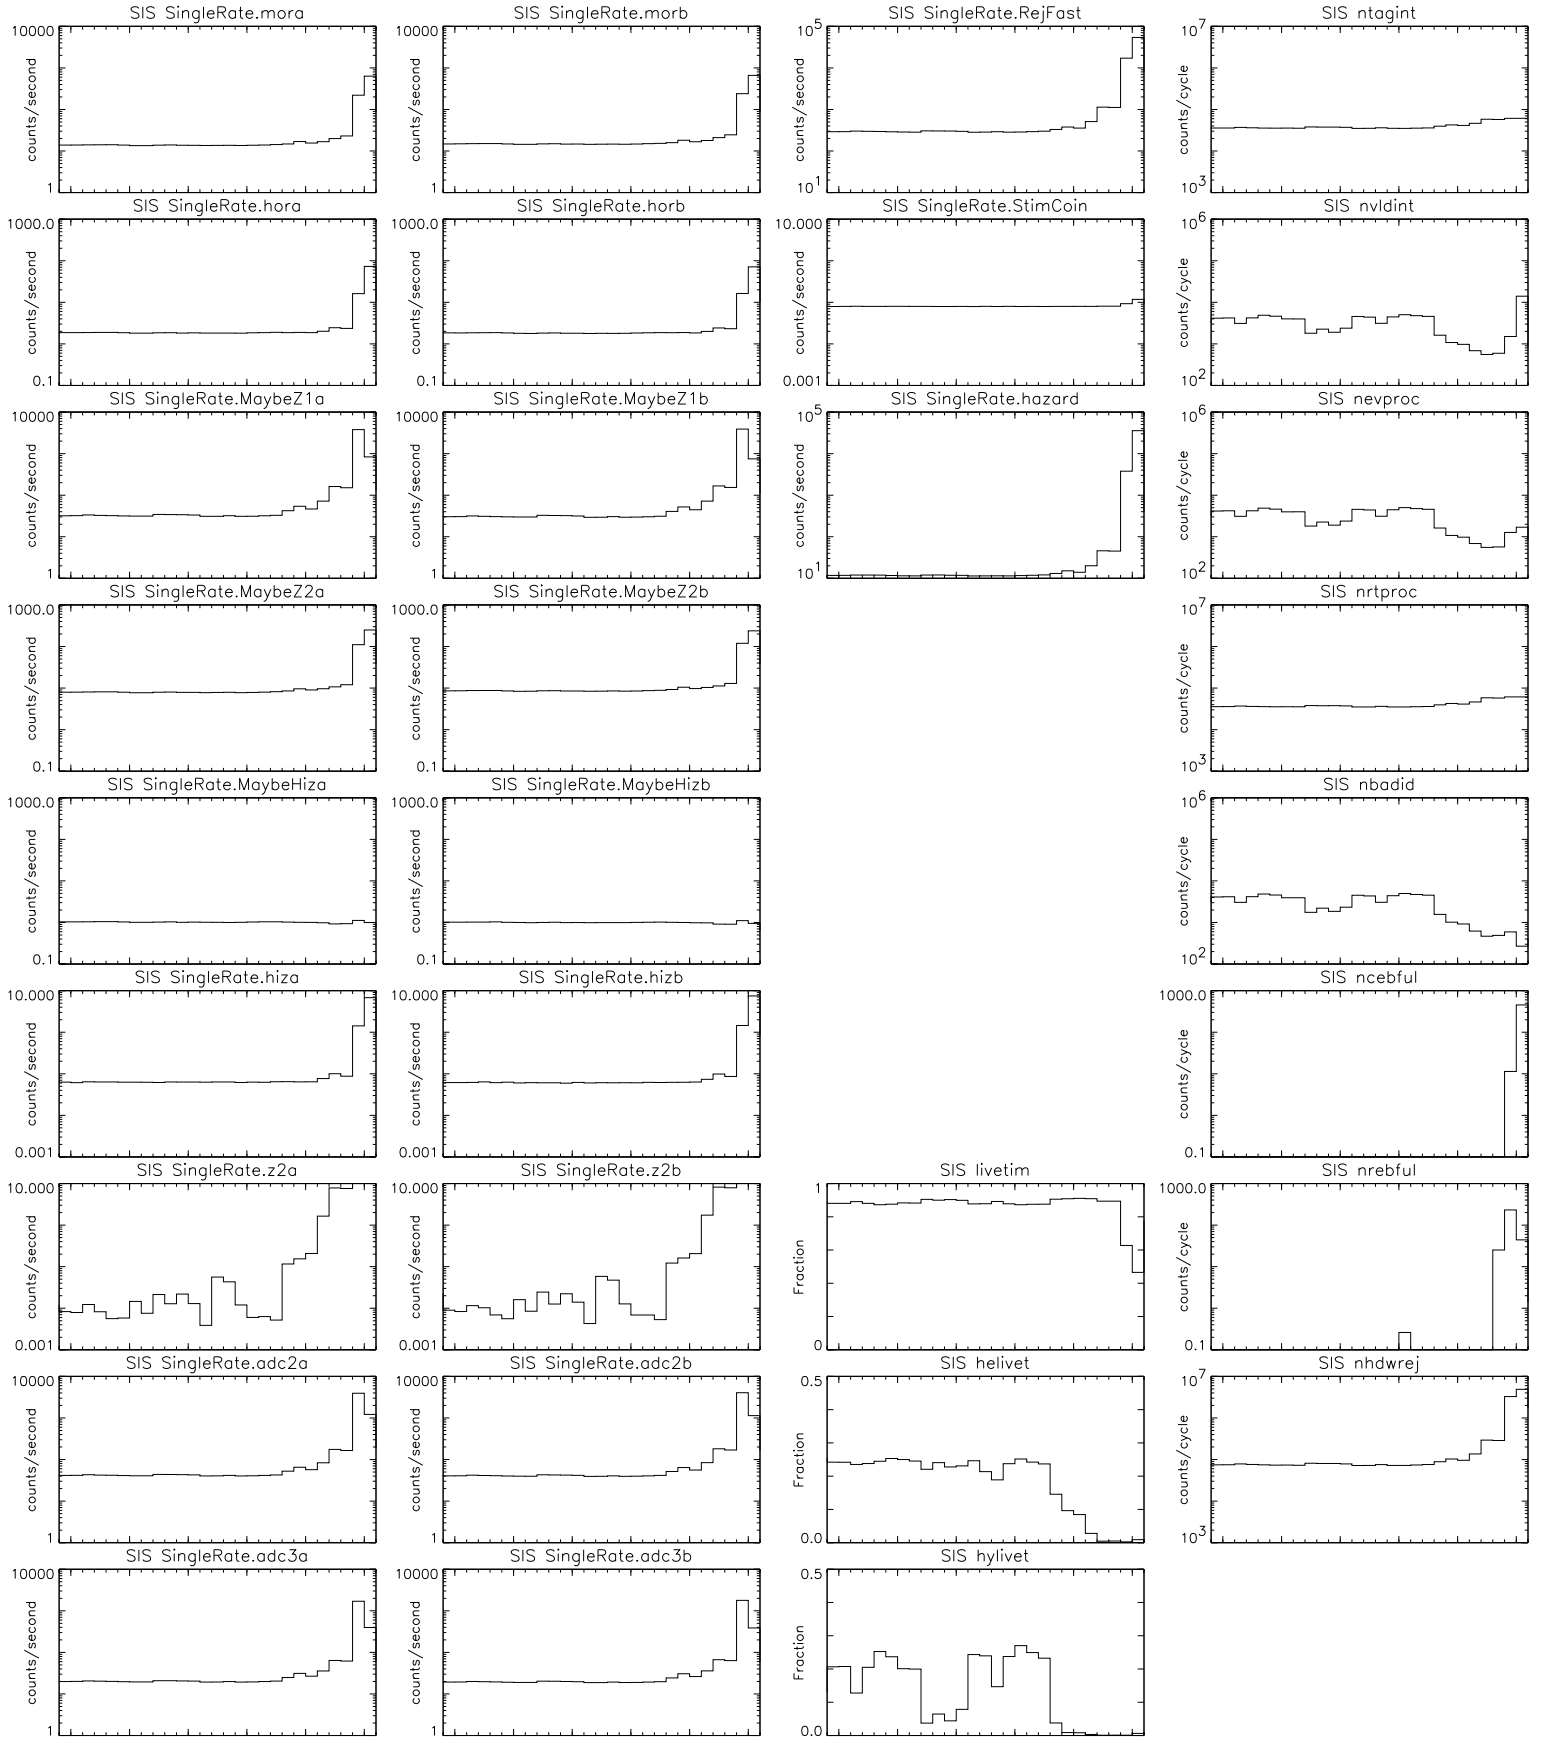 SIS SingleRate.mora
10000
counts/second
1
SIS SingleRate.morb
10000
counts/second
1
SIS SingleRate.RejFast
10^5
counts/second
10^1
SIS ntagint
10^7
counts/cycle
10^3
SIS SingleRate.hora
1000.0
counts/second
0.1
SIS SingleRate.horb
1000.0
counts/second
0.1
SIS SingleRate.StimCoin
10.000
counts/second
0.001
SIS nvldint
10^6
counts/cycle
10^2
SIS SingleRate.MaybeZ1a
10000
counts/second
1
SIS SingleRate.MaybeZ1b
10000
counts/second
1
SIS SingleRate.hazard
10^5
counts/second
10^1
SIS nevproc
10^6
counts/cycle
10^2
SIS SingleRate.MaybeZ2a
1000.0
counts/second
0.1
SIS SingleRate.MaybeZ2b
1000.0
counts/second
0.1
SIS nrtproc
10^7
counts/cycle
10^3
SIS SingleRate.MaybeHiza
1000.0
counts/second
0.1
SIS SingleRate.MaybeHizb
1000.0
counts/second
0.1
SIS nbadid
10^6
counts/cycle
10^2
SIS SingleRate.hiza
10.000
counts/second
0.001
SIS SingleRate.hizb
10.000
counts/second
0.001
SIS ncebful
1000.0
counts/cycle
0.1
SIS SingleRate.z2a
10.000
counts/second
0.001
SIS SingleRate.z2b
10.000
counts/second
0.001
SIS livetim
1
Fraction
0
SIS nrebful
1000.0
counts/cycle
0.1
SIS SingleRate.adc2a
10000
counts/second
1
SIS SingleRate.adc2b
10000
counts/second
1
SIS helivet
0.5
Fraction
0.0
SIS nhdwrej
10^7
counts/cycle
10^3
SIS SingleRate.adc3a
10000
counts/second
1
SIS SingleRate.adc3b
10000
counts/second
1
SIS hylivet
0.5
Fraction
0.0